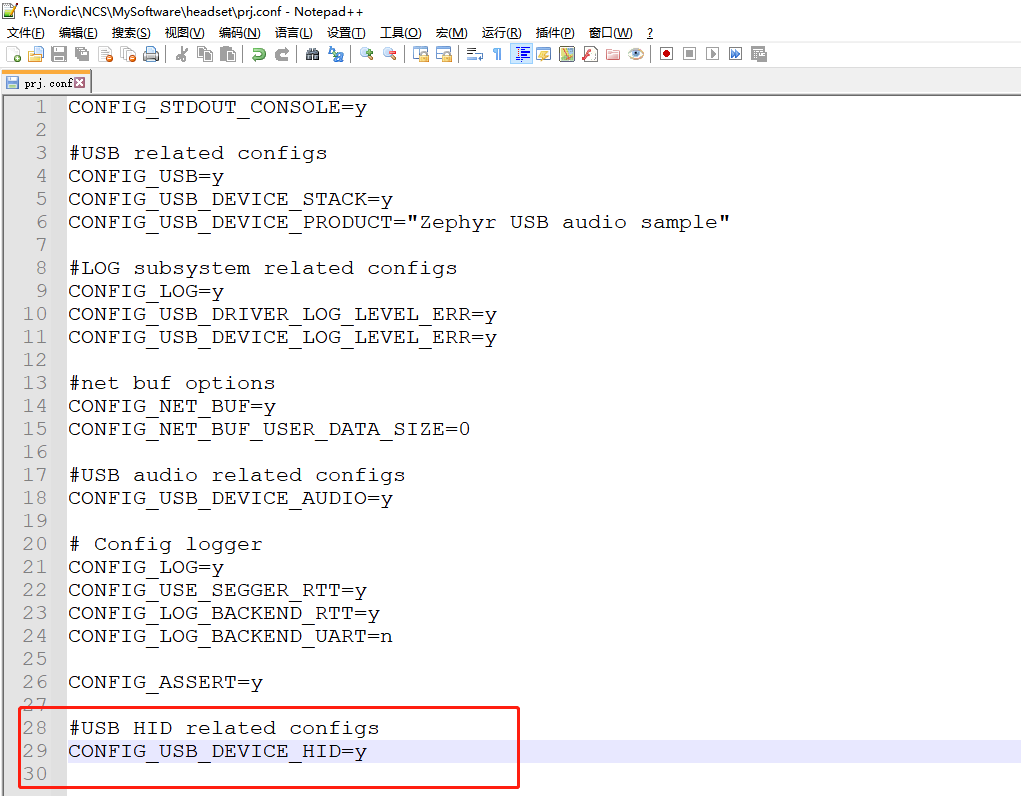 F:\Nordic\NCS\MySoftware\headset\prj.conf - Notepad++
文件(F) 编辑(E) 搜索(S) 视图(V) 编码(N) 语言(L) 设置(T) 工具(O) 宏(M) 运行(R) 插件(P) 窗口(W) ?
prj.conf
1 CONFIG_STDOUT_CONSOLE=y
2
3 #USB related configs
4 CONFIG_USB=y
5 CONFIG_USB_DEVICE_STACK=y
6 CONFIG_USB_DEVICE_PRODUCT="Zephyr USB audio sample"
7
8 #LOG subsystem related configs
9 CONFIG_LOG=y
10 CONFIG_USB_DRIVER_LOG_LEVEL_ERR=y
11 CONFIG_USB_DEVICE_LOG_LEVEL_ERR=y
12
13 #net buf options
14 CONFIG_NET_BUF=y
15 CONFIG_NET_BUF_USER_DATA_SIZE=0
16
17 #USB audio related configs
18 CONFIG_USB_DEVICE_AUDIO=y
19
20 # Config logger
21 CONFIG_LOG=y
22 CONFIG_USE_SEGGER_RTT=y
23 CONFIG_LOG_BACKEND_RTT=y
24 CONFIG_LOG_BACKEND_UART=n
25
26 CONFIG_ASSERT=y
27
28 #USB HID related configs
29 CONFIG_USB_DEVICE_HID=y
30